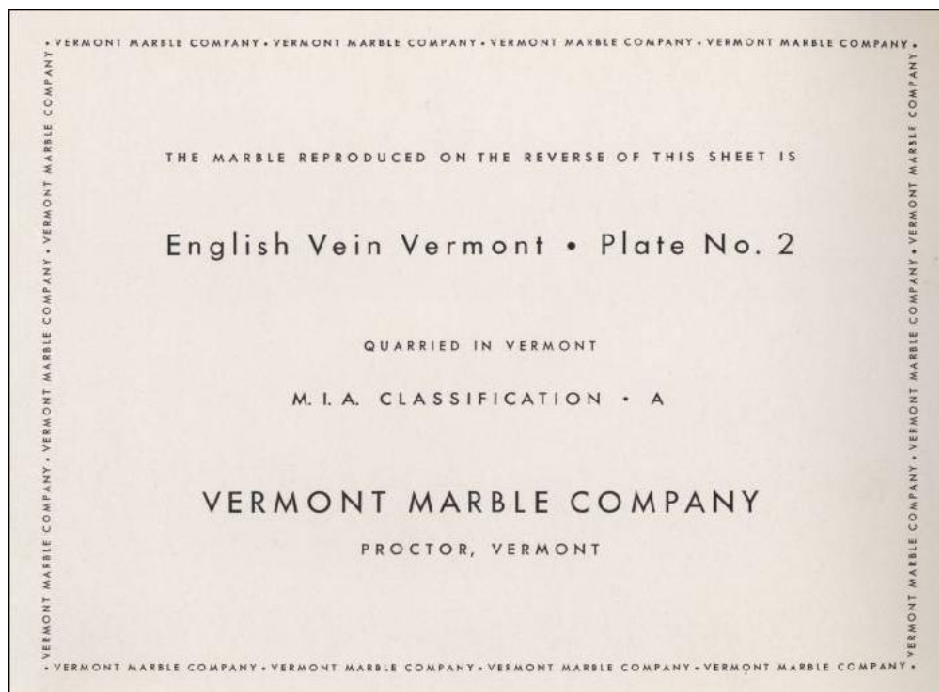 • VERMONT MARBLE COMPANY • VERMONT MARBLE COMPANY • VERMONT MARBLE COMPANY • VERMONT MARBLE COMPANY •
VERMONT MARBLE COMPANY • VERMONT MARBLE COMPANY • VERMONT MARBLE COMPANY
THE MARBLE REPRODUCED ON THE REVERSE OF THIS SHEET IS
English Vein Vermont • Plate No. 2
QUARRIED IN VERMONT
M. I. A. CLASSIFICATION - A
VERMONT MARBLE COMPANY
PROCTOR, VERMONT
VERMONT MARBLE COMPANY • VERMONT MARBLE COMPANY • VERMONT MARBLE COMPANY
• VERMONT MARBLE COMPANY • VERMONT MARBLE COMPANY • VERMONT MARBLE COMPANY • VERMONT MARBLE COMPANY •